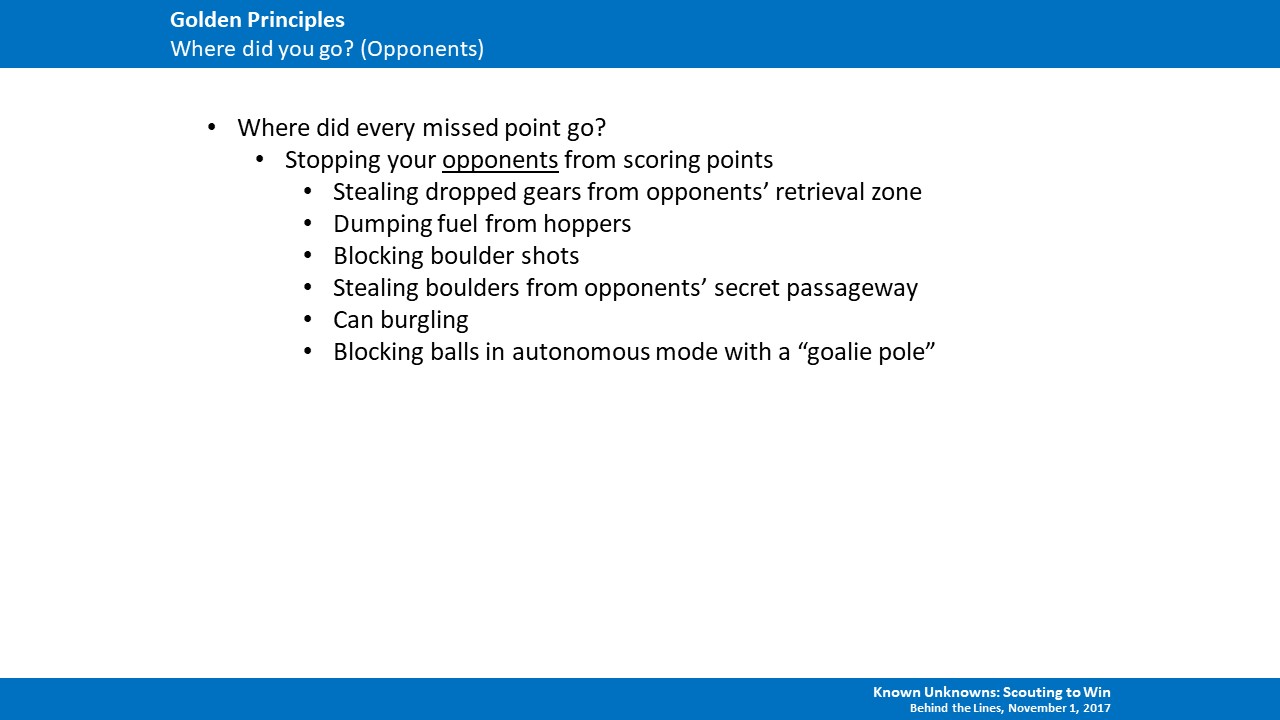 Golden Principles
Where did you go? (Opponents)
• Where did every missed point go?
• Stopping your opponents from scoring points
• Stealing dropped gears from opponents’ retrieval zone
• Dumping fuel from hoppers
• Blocking boulder shots
• Stealing boulders from opponents’ secret passageway
• Can burgling
• Blocking balls in autonomous mode with a “goalie pole”
Known Unknowns: Scouting to Win
Behind the Lines, November 1, 2017